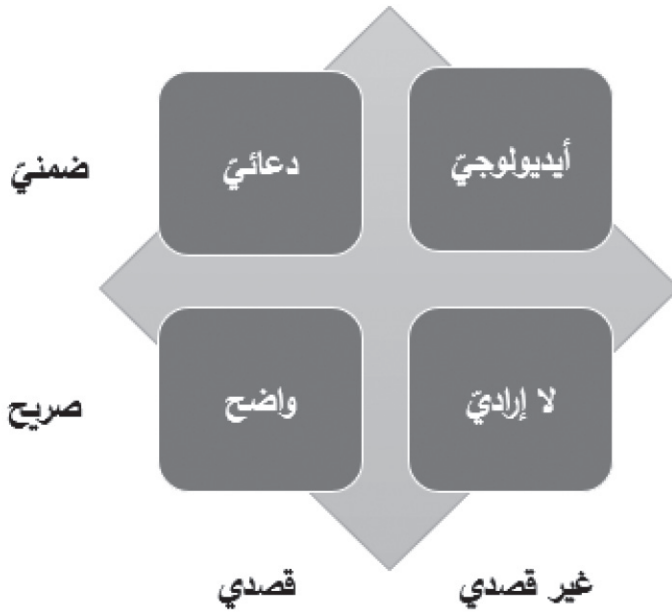 ضمنيّ
أيديولوجيّ
دعائيّ
صريح
لا إراديّ
واضح
غير قصدي
قصدي